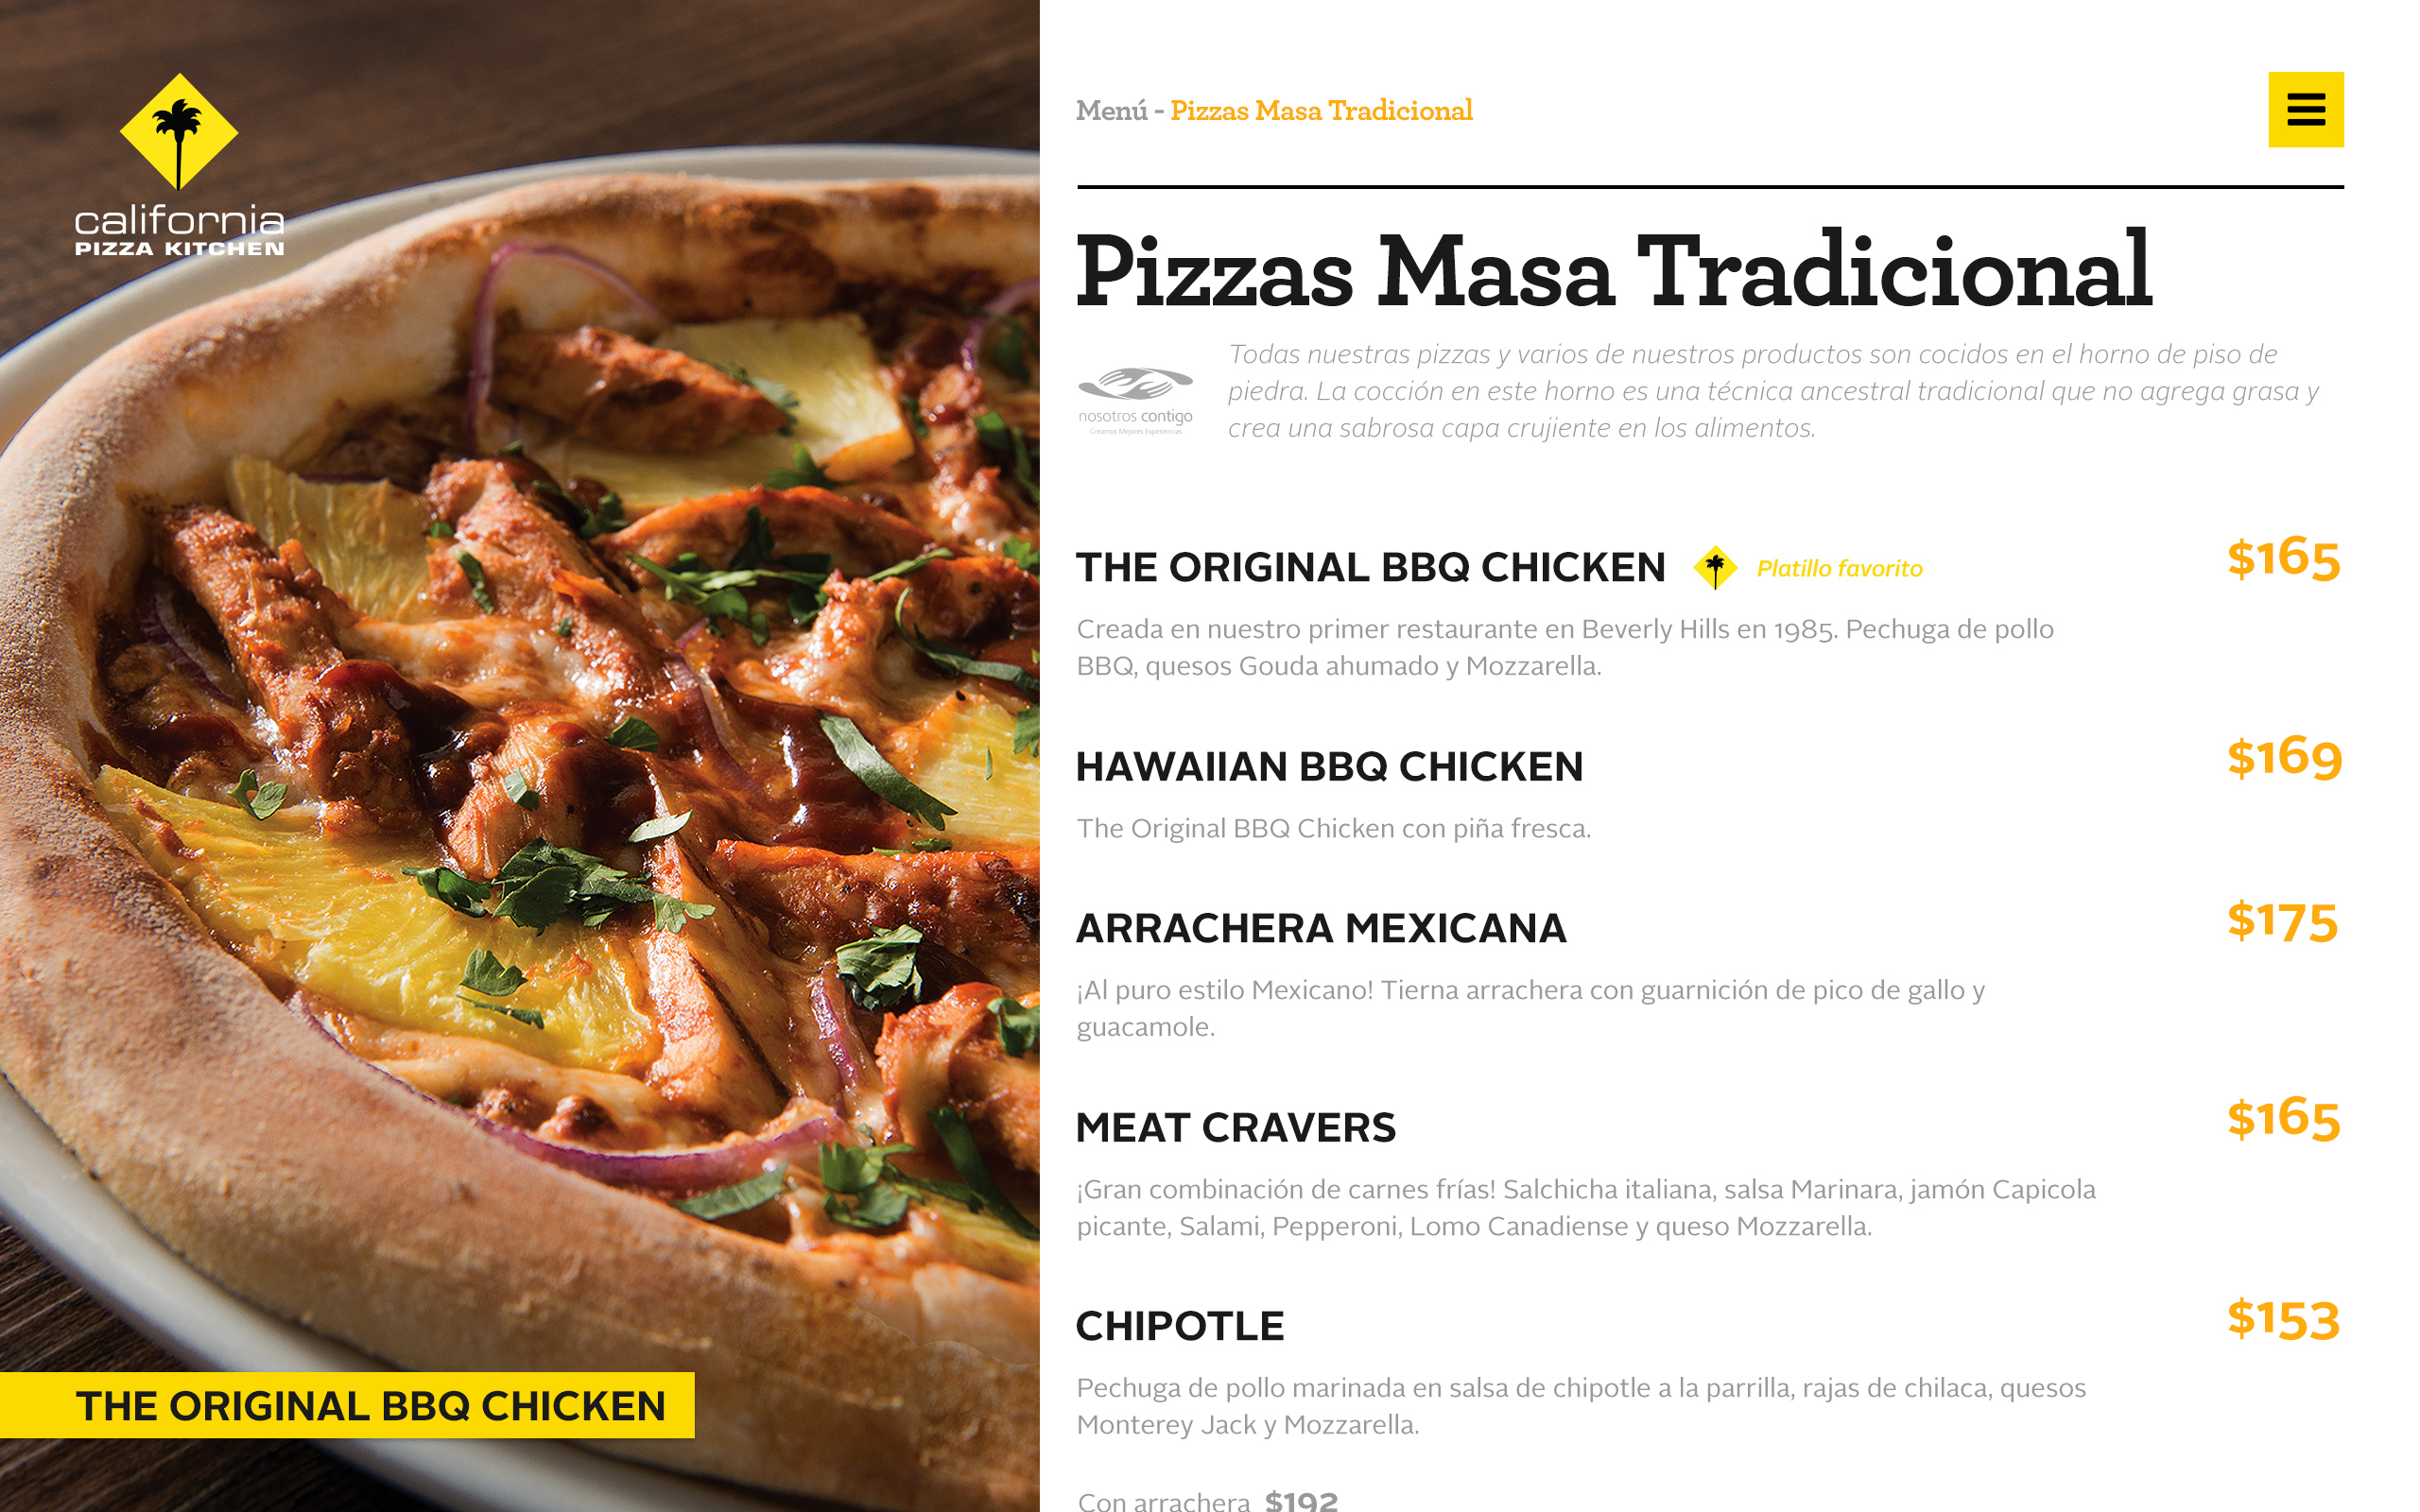 california
PIZZA KITCHEN
THE ORIGINAL BBQ CHICKEN
Menú - Pizzas Masa Tradicional
Pizzas Masa Tradicional
nosotros contigo
Creamos Mejores Experiencias
Todas nuestras pizzas y varios de nuestros productos son cocidos en el horno de piso de
piedra. La cocción en este horno es una técnica ancestral tradicional que no agrega grasa y
crea una sabrosa capa crujiente en los alimentos.
THE ORIGINAL BBQ CHICKEN Platillo favorito $165
Creada en nuestro primer restaurante en Beverly Hills en 1985. Pechuga de pollo
BBQ, quesos Gouda ahumado y Mozzarella.
HAWAIIAN BBQ CHICKEN $169
The Original BBQ Chicken con piña fresca.
ARRACHERA MEXICANA $175
¡Al puro estilo Mexicano! Tierna arrachera con guarnición de pico de gallo y
guacamole.
MEAT CRAVERS $165
¡Gran combinación de carnes frías! Salchicha italiana, salsa Marinara, jamón Capicola
picante, Salami, Pepperoni, Lomo Canadiense y queso Mozzarella.
CHIPOTLE $153
Pechuga de pollo marinada en salsa de chipotle a la parrilla, rajas de chilaca, quesos
Monterey Jack y Mozzarella.
Con arrachera $192